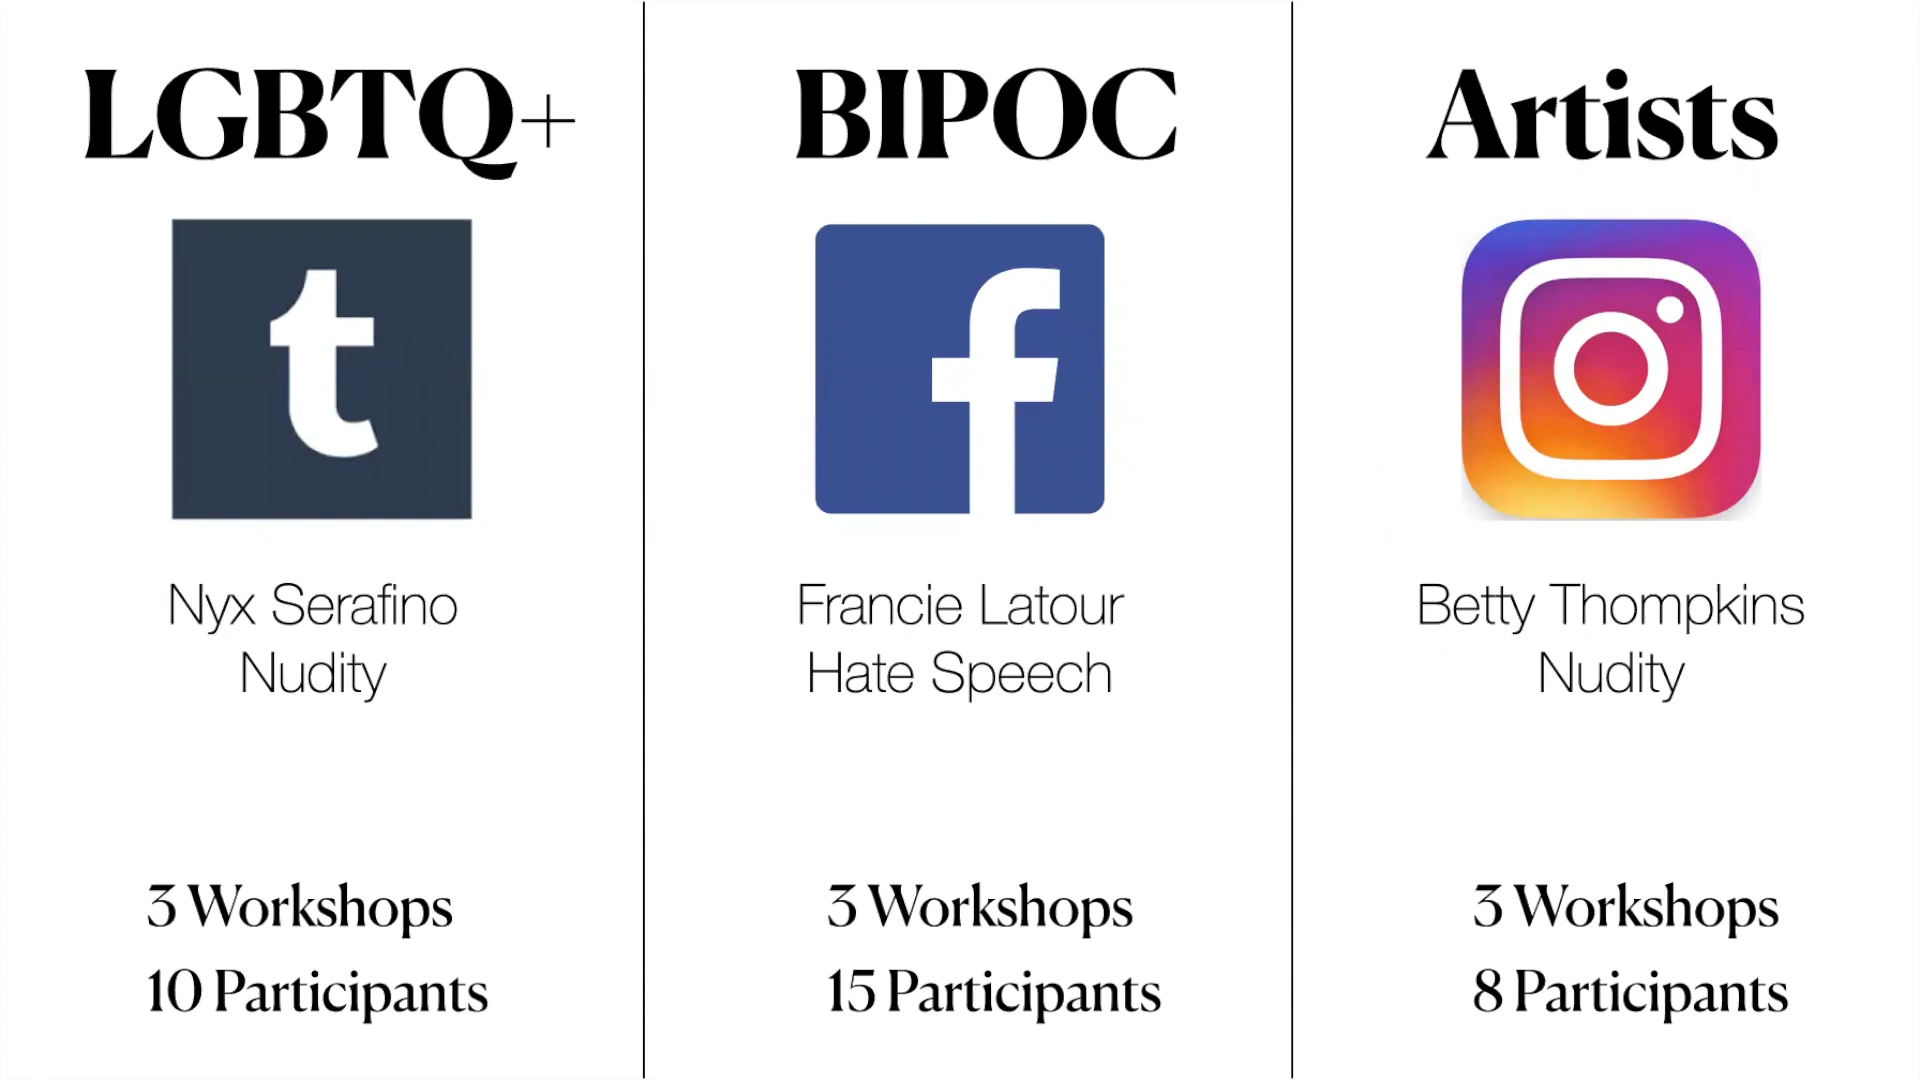 LGBTQ+
t
Nyx Serafino
Nudity
3 Workshops
10 Participants
BIPOC
f
Francie Latour
Hate Speech
3 Workshops
15 Participants
Artists
Betty Thompkins
Nudity
3 Workshops
8 Participants